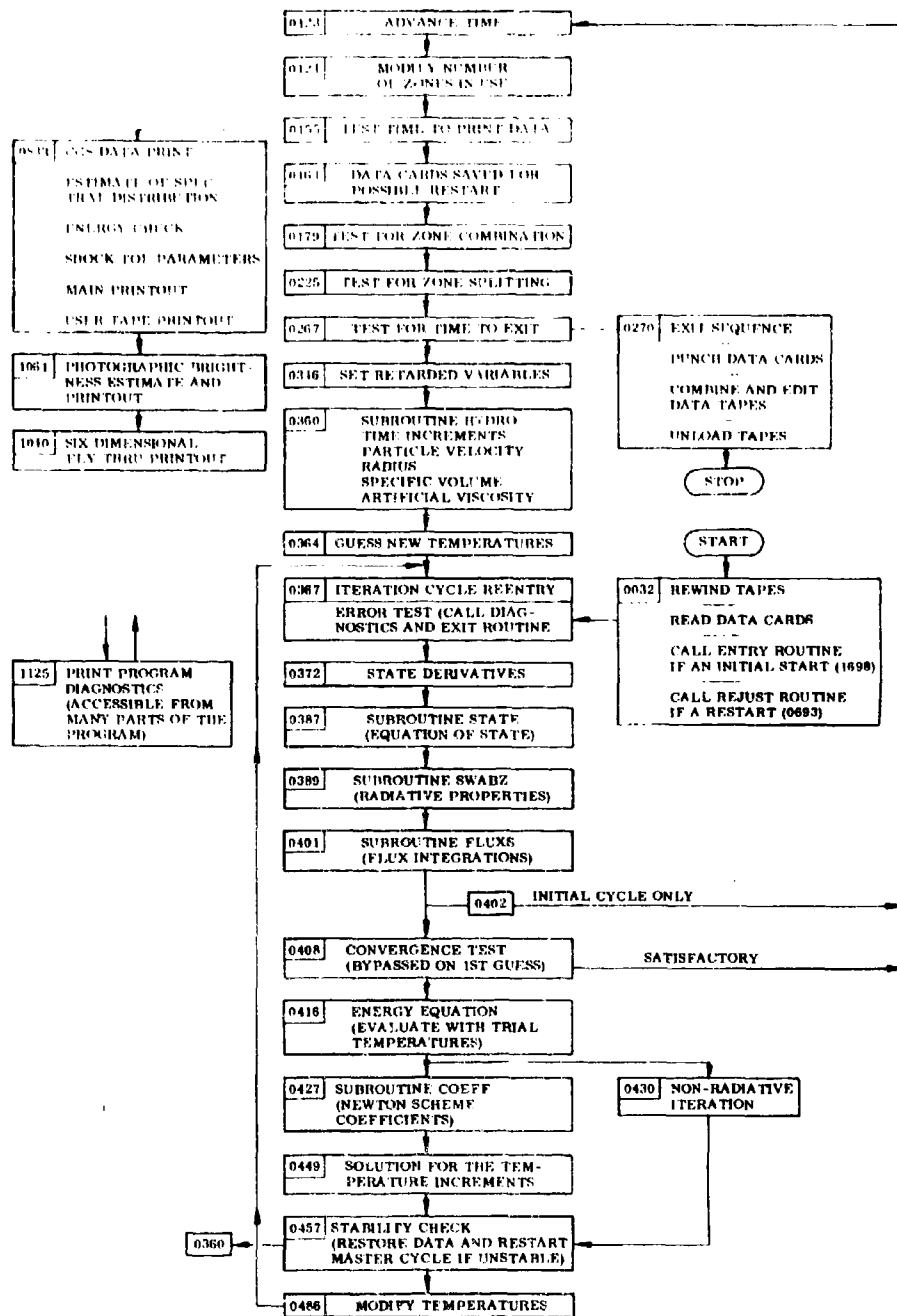 ADVANCE TIME
MODIFY NUMBER
OF ZONES IN USE
0155 TEST TIME TO PRINT DATA
DATA CARDS SAVED FOR
POSSIBLE RESTART
0179 TEST FOR ZONE COMBINATION
0225 TEST FOR ZONE SPLITTING
0267 TEST FOR TIME TO EXIT
0346 SET RETARDED VARIABLES
0360 SUBROUTINE HYDRO
TIME INCREMENTS
PARTICLE VELOCITY
RADIUS
SPECIFIC VOLUME
ARTIFICIAL VISCOSITY
0364 GUESS NEW TEMPERATURES
DATA PRINT
ESTIMATE OF SPEC
TRAL DISTRIBUTION
ENERGY CHECK
SHOCK TOE PARAMETERS
MAIN PRINTOUT
USER TAPE PRINTOUT
1061 PHOTOGRAPHIC BRIGHT-
NESS ESTIMATE AND
PRINTOUT
1040 SIX DIMENSIONAL
FLY THRU PRINTOUT
0270 EXIT SEQUENCE
PUNCH DATA CARDS
COMBINE AND EDIT
DATA TAPES
UNLOAD TAPES
STOP
START
0032 REWIND TAPES
READ DATA CARDS
CALL ENTRY ROUTINE
IF AN INITIAL START (1698)
CALL REJUST ROUTINE
IF A RESTART (0693)
0367 ITERATION CYCLE REENTRY
ERROR TEST (CALL DIAG-
NOSTICS AND EXIT ROUTINE
1125 PRINT PROGRAM
DIAGNOSTICS
(ACCESSIBLE FROM
MANY PARTS OF THE
PROGRAM)
0372 STATE DERIVATIVES
0387 SUBROUTINE STATE
(EQUATION OF STATE)
0389 SUBROUTINE SWABZ
(RADIATIVE PROPERTIES)
0401 SUBROUTINE FLUXS
(FLUX INTEGRATIONS)
0402 INITIAL CYCLE ONLY
0408 CONVERGENCE TEST
(BYPASSED ON 1ST GUESS)
SATISFACTORY
0416 ENERGY EQUATION
(EVALUATE WITH TRIAL
TEMPERATURES)
0427 SUBROUTINE COEFF
(NEWTON SCHEME
COEFFICIENTS)
0430 NON-RADIATIVE
ITERATION
0449 SOLUTION FOR THE TEM-
PERATURE INCREMENTS
0457 STABILITY CHECK
(RESTORE DATA AND RESTART
MASTER CYCLE IF UNSTABLE)
0360
0486 MODIFY TEMPERATURES